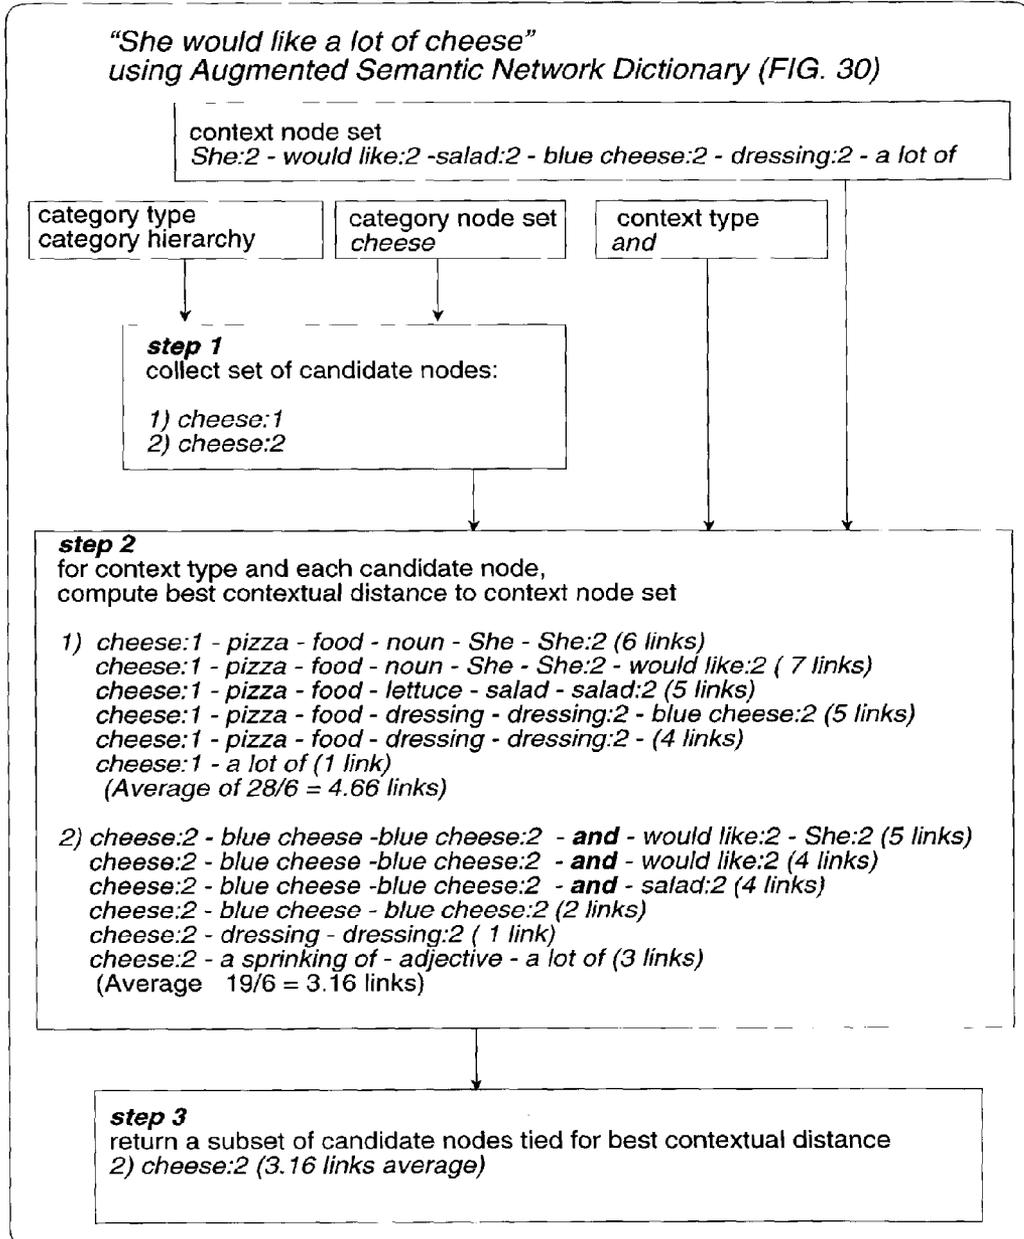 “She would like a lot of cheese”
using Augmented Semantic Network Dictionary (FIG. 30)
context node set
She:2 - would like:2 -salad:2 - blue cheese:2 - dressing:2 - a lot of
category type
category hierarchy
category node set
cheese
context type
and
step 1
collect set of candidate nodes:
1) cheese:1
2) cheese:2
step 2
for context type and each candidate node,
compute best contextual distance to context node set
1) cheese:1 - pizza - food - noun - She - She:2 (6 links)
cheese:1 - pizza - food - noun - She - She:2 - would like:2 ( 7 links)
cheese:1 - pizza - food - lettuce - salad - salad:2 (5 links)
cheese:1 - pizza - food - dressing - dressing:2 - blue cheese:2 (5 links)
cheese:1 - pizza - food - dressing - dressing:2 - (4 links)
cheese:1 - a lot of (1 link)
(Average of 28/6 = 4.66 links)
2) cheese:2 - blue cheese -blue cheese:2 - and - would like:2 - She:2 (5 links)
cheese:2 - blue cheese -blue cheese:2 - and - would like:2 (4 links)
cheese:2 - blue cheese -blue cheese:2 - and - salad:2 (4 links)
cheese:2 - blue cheese - blue cheese:2 (2 links)
cheese:2 - dressing - dressing:2 ( 1 link)
cheese:2 - a sprinking of - adjective - a lot of (3 links)
(Average 19/6 = 3.16 links)
step 3
return a subset of candidate nodes tied for best contextual distance
2) cheese:2 (3.16 links average)